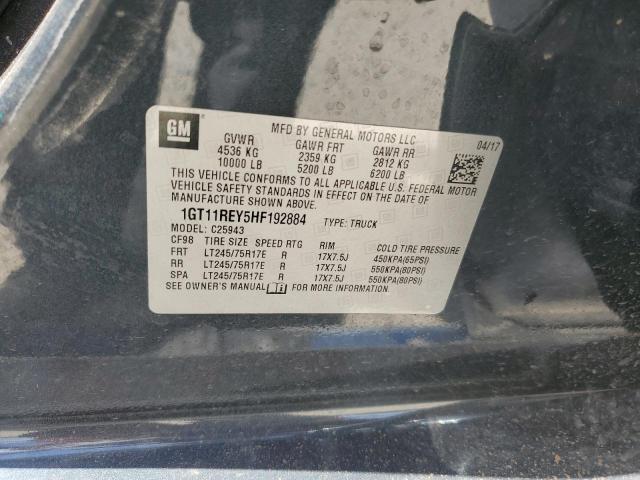 GM
MFD BY GENERAL MOTORS LLC
04/17
GVWR GAWR FRT GAWR RR
4536 KG 2359 KG 2812 KG
10000 LB 5200 LB 6200 LB
THIS VEHICLE CONFORMS TO ALL APPLICABLE U.S. FEDERAL MOTOR
VEHICLE SAFETY STANDARDS IN EFFECT ON THE DATE OF
MANUFACTURE SHOWN ABOVE.
1GT11REY5HF192884 TYPE: TRUCK
MODEL: C25943
CF98 TIRE SIZE SPEED RTG RIM COLD TIRE PRESSURE
FRT LT245/75R17E R 17X7.5J 450KPA(65PSI)
RR LT245/75R17E R 17X7.5J 550KPA(80PSI)
SPA LT245/75R17E R 17X7.5J 550KPA(80PSI)
SEE OWNER'S MANUAL i FOR MORE INFORMATION.